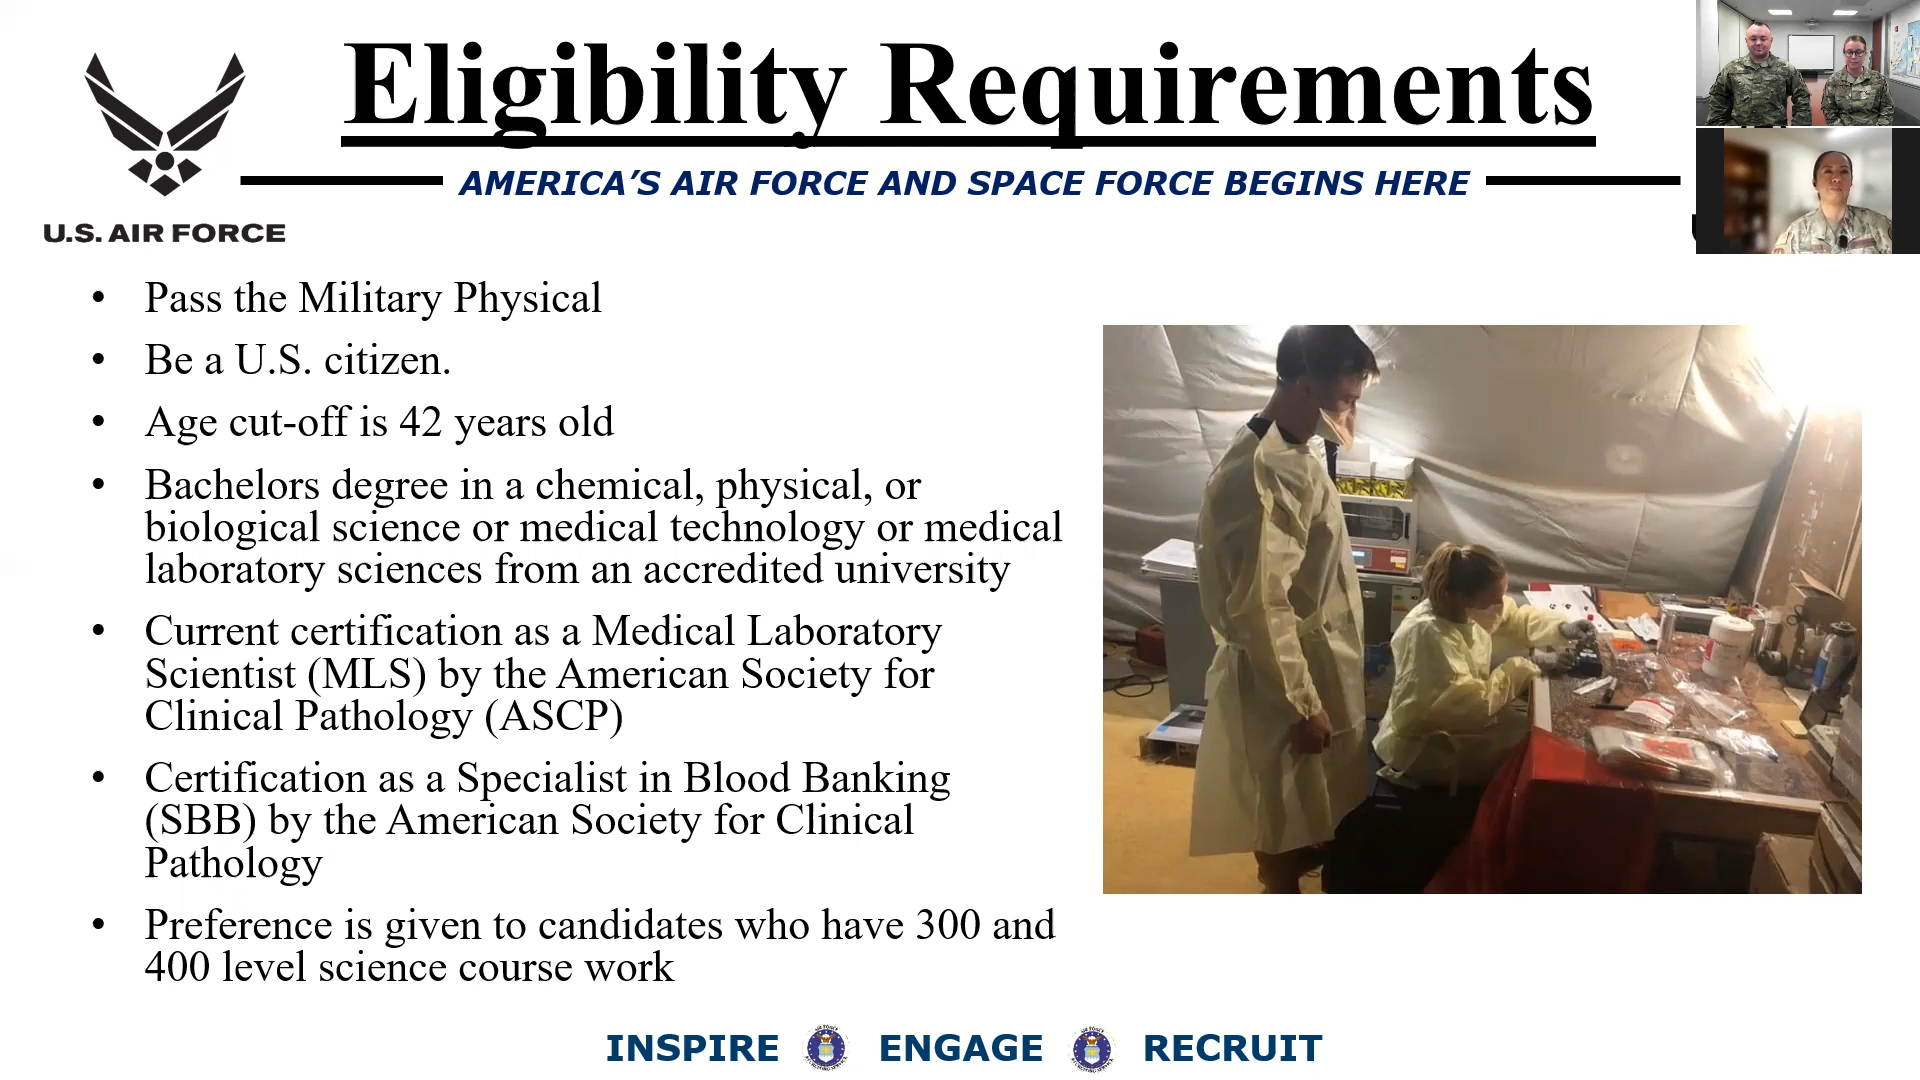 Eligibility Requirements
AMERICA'S AIR FORCE AND SPACE FORCE BEGINS HERE
U.S. AIR FORCE
• Pass the Military Physical
• Be a U.S. citizen.
• Age cut-off is 42 years old
• Bachelors degree in a chemical, physical, or
biological science or medical technology or medical
laboratory sciences from an accredited university
• Current certification as a Medical Laboratory
Scientist (MLS) by the American Society for
Clinical Pathology (ASCP)
• Certification as a Specialist in Blood Banking
(SBB) by the American Society for Clinical
Pathology
• Preference is given to candidates who have 300 and
400 level science course work
INSPIRE ENGAGE RECRUIT